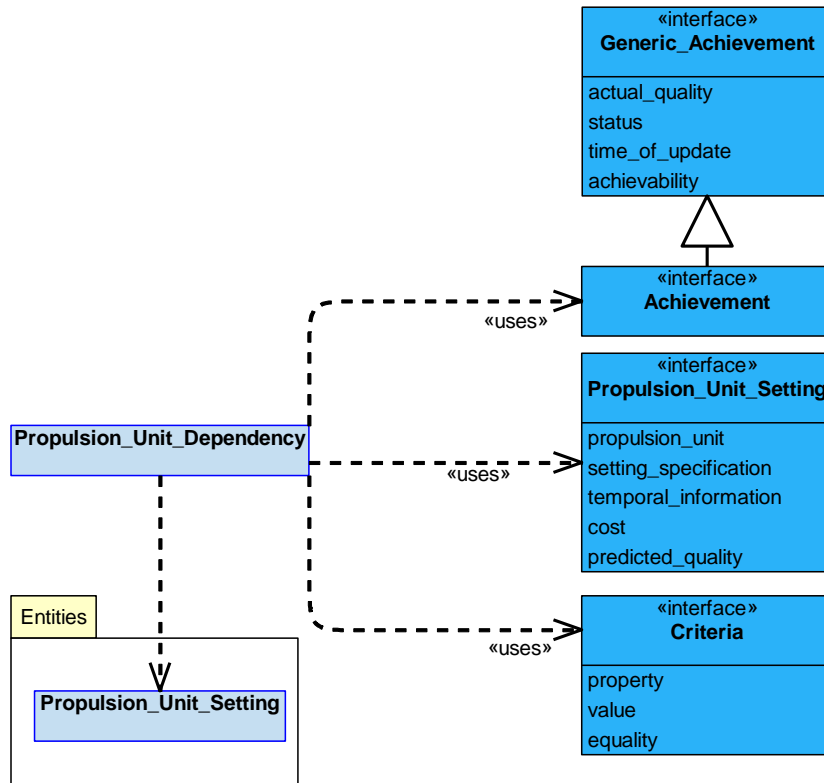 «interface»
Generic_Achievement
actual_quality
status
time_of_update
achievability
«interface»
Achievement
«uses»
«interface»
Propulsion_Unit_Setting
propulsion_unit
setting_specification
temporal_information
cost
predicted_quality
Propulsion_Unit_Dependency
«uses»
Entities
Propulsion_Unit_Setting
«interface»
Criteria
property
value
equality
«uses»